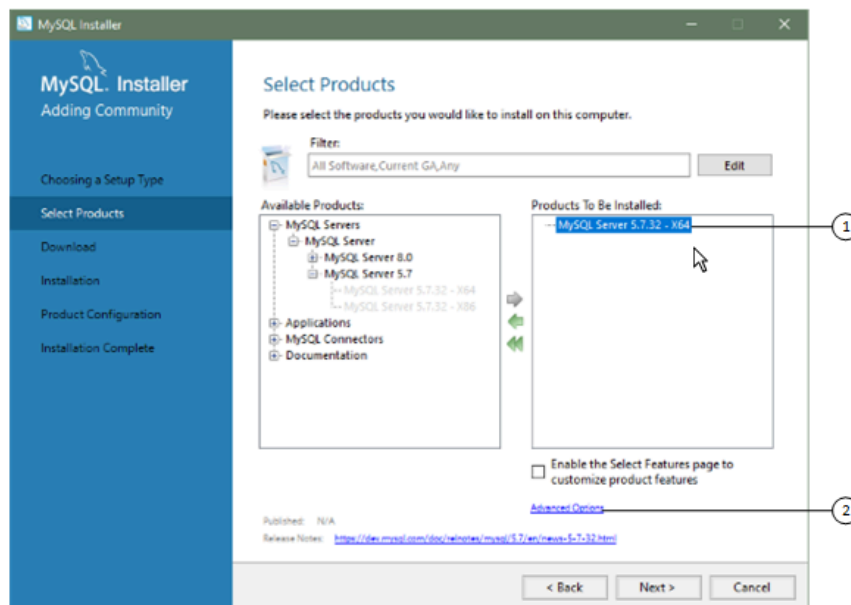 MySQL Installer
MySQL. Installer
Adding Community
Choosing a Setup Type
Select Products
Download
Installation
Product Configuration
Installation Complete
Select Products
Please select the products you would like to install on this computer.
Filter:
All Software,Current GA,Any
Edit
Available Products:
MySQL Servers
MySQL Server
MySQL Server 8.0
MySQL Server 5.7
MySQL Server 5.7.32 - X64
MySQL Server 5.7.32 - X86
Applications
MySQL Connectors
Documentation
Products To Be Installed:
MySQL Server 5.7.32 - X64
1
Enable the Select Features page to
customize product features
Advanced Options
2
Published: N/A
Release Notes: https://dev.mysql.com/doc/relnotes/mysql/5.7/en/news-5-7-32.html
< Back
Next >
Cancel